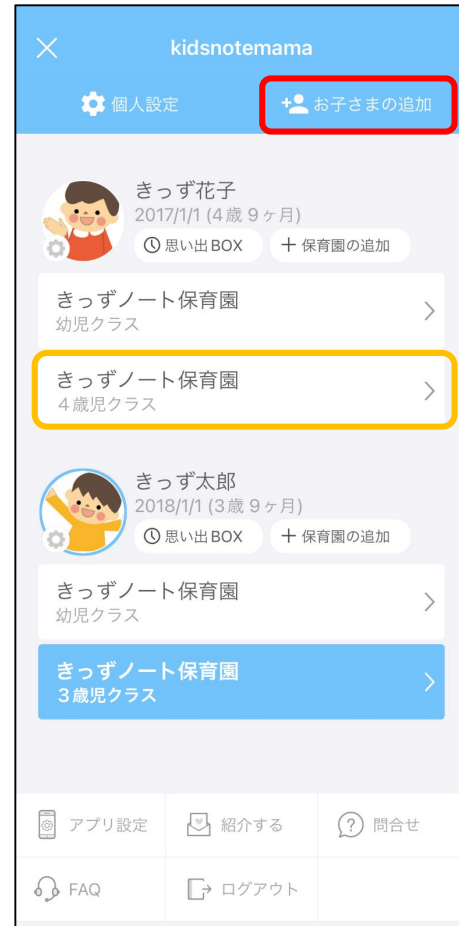 kidsnotemama
個人設定
お子さまの追加
きっず花子
2017/1/1 (4歳 9ヶ月)
思い出 BOX
保育園の追加
きっずノート保育園
幼児クラス
きっずノート保育園
４歳児クラス
きっず太郎
2018/1/1 (3歳 9ヶ月)
思い出 BOX
保育園の追加
きっずノート保育園
幼児クラス
きっずノート保育園
３歳児クラス
アプリ設定
紹介する
問合せ
FAQ
ログアウト